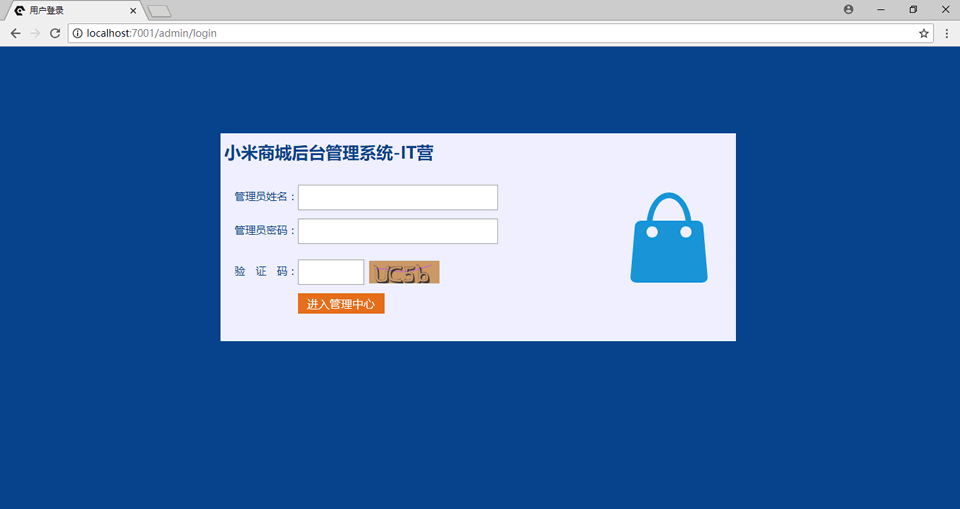 用户登录
localhost:7001/admin/login
小米商城后台管理系统-IT营
管理员姓名：
管理员密码：
验 证 码：
UC5b
进入管理中心